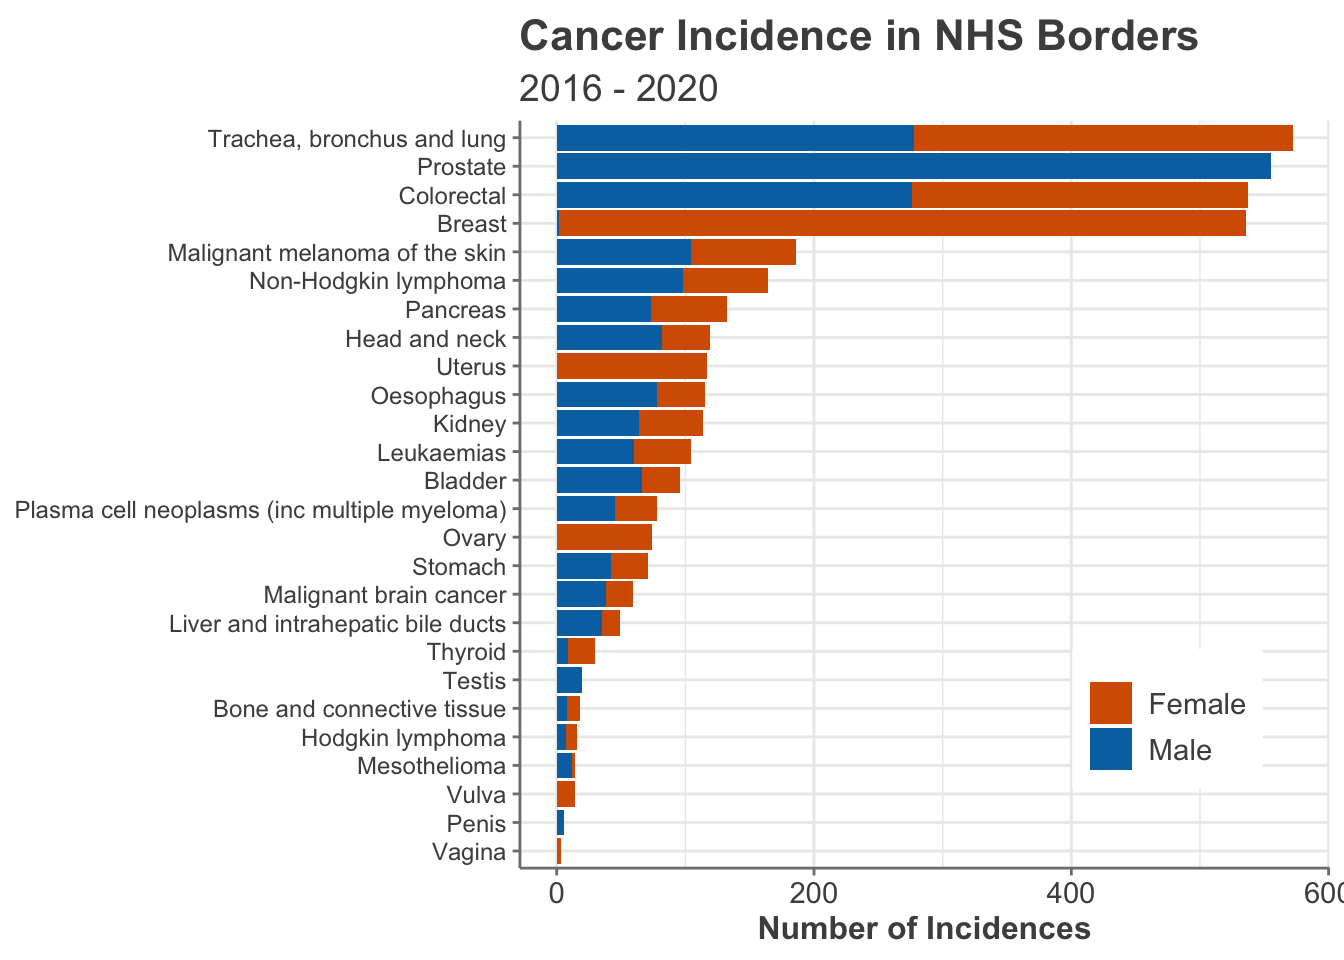 Cancer Incidence in NHS Borders
2016 - 2020
Trachea, bronchus and lung
Prostate
Colorectal
Breast
Malignant melanoma of the skin
Non-Hodgkin lymphoma
Pancreas
Head and neck
Uterus
Oesophagus
Kidney
Leukaemias
Bladder
Plasma cell neoplasms (inc multiple myeloma)
Ovary
Stomach
Malignant brain cancer
Liver and intrahepatic bile ducts
Thyroid
Testis
Bone and connective tissue
Hodgkin lymphoma
Mesothelioma
Vulva
Penis
Vagina
Female
Male
0 200 400 600
Number of Incidences